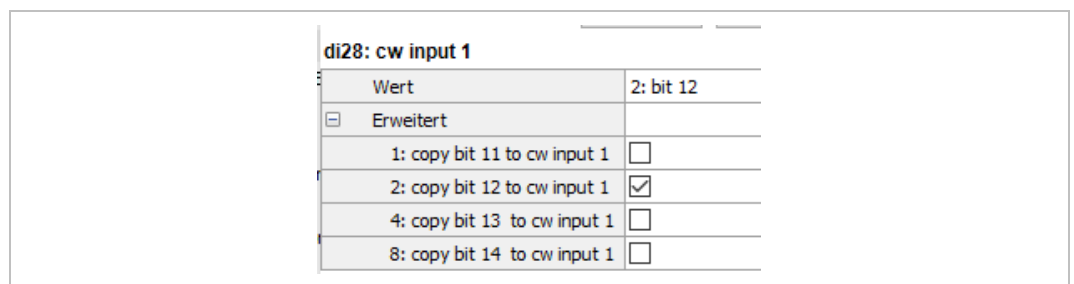 di28: cw input 1
Wert 2: bit 12
Erweitert
1: copy bit 11 to cw input 1
2: copy bit 12 to cw input 1
4: copy bit 13 to cw input 1
8: copy bit 14 to cw input 1